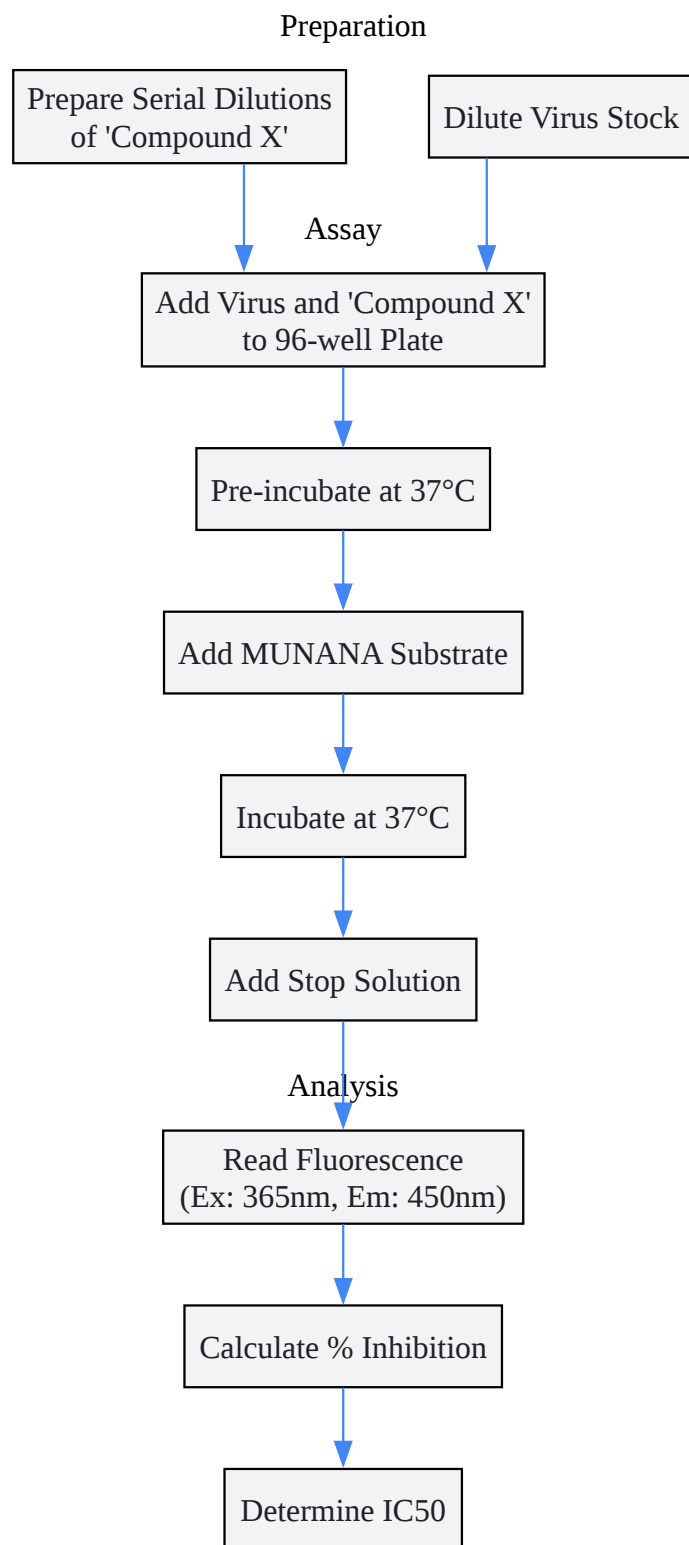 Preparation
Prepare Serial Dilutions
of 'Compound X'
Dilute Virus Stock
Assay
Add Virus and 'Compound X'
to 96-well Plate
Pre-incubate at 37°C
Add MUNANA Substrate
Incubate at 37°C
Add Stop Solution
Analysis
Read Fluorescence
(Ex: 365nm, Em: 450nm)
Calculate % Inhibition
Determine IC50